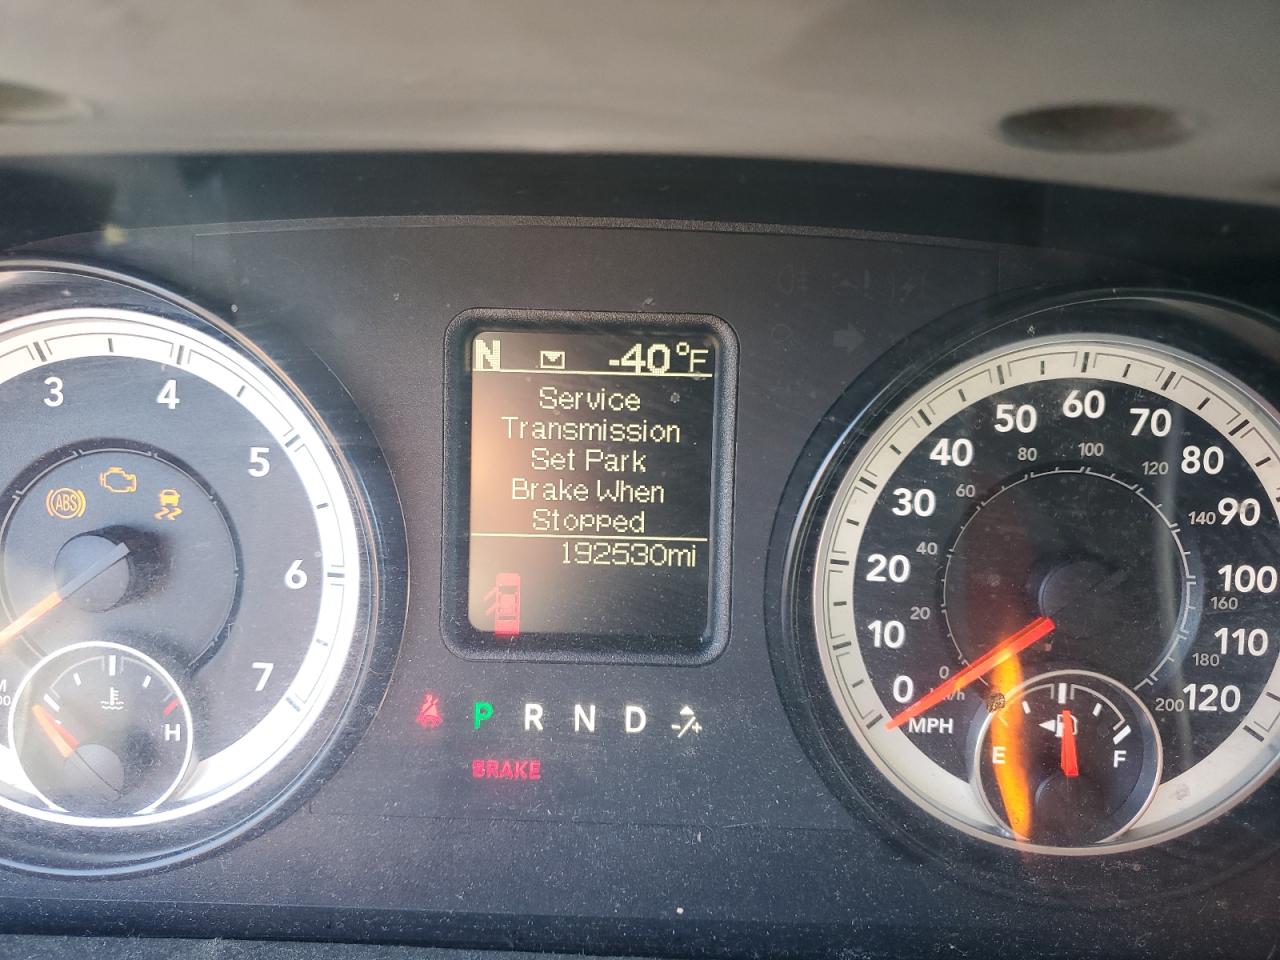 N -40°F
Service
Transmission
Set Park
Brake When
Stopped
192530mi
3
4
5
6
7
ABS
H
P R N D
BRAKE
0
10
20
30
40
50
60
70
80
90
100
110
120
MPH
0
20
40
60
80
100
120
140
160
180
200
E
F